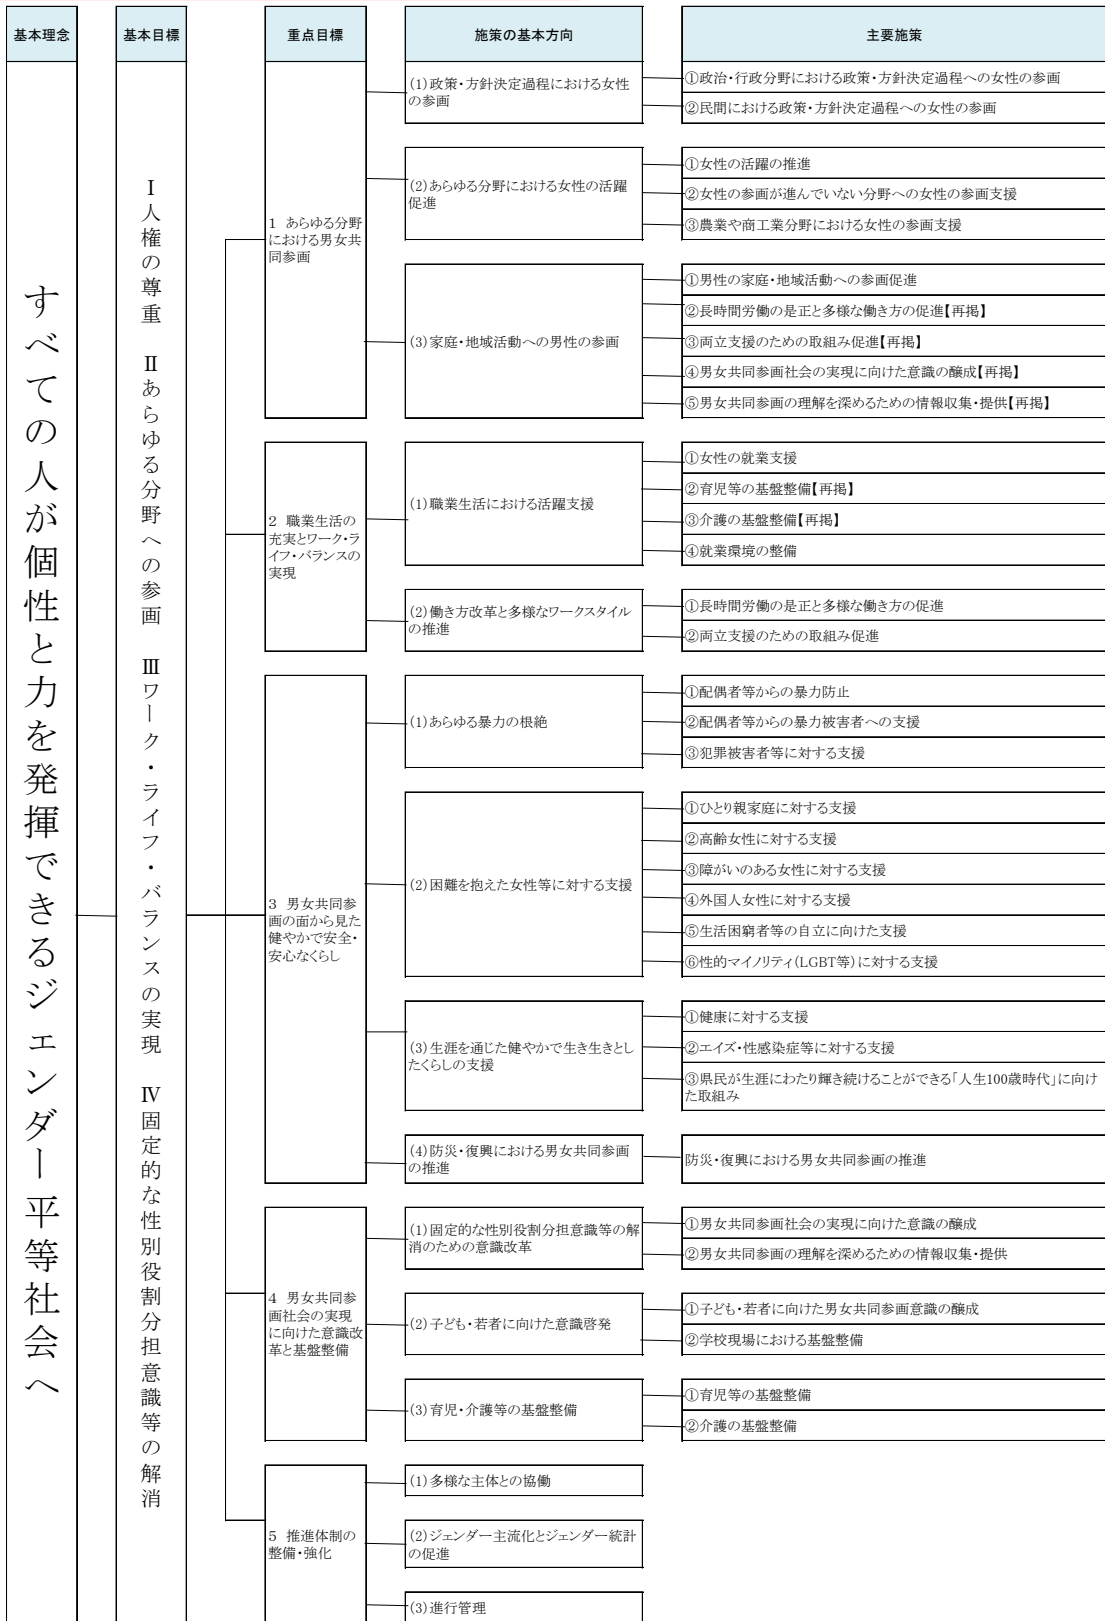 基本理念
基本目標
重点目標
施策の基本方向
主要施策
すべての人が個性と力を発揮できるジェンダー平等社会へ
Ⅰ人権の尊重　Ⅱあらゆる分野への参画　Ⅲワーク・ライフ・バランスの実現　Ⅳ固定的な性別役割分担意識等の解消
1 あらゆる分野
における男女共
同参画
(1)政策・方針決定過程における女性
の参画
①政治・行政分野における政策・方針決定過程への女性の参画
②民間における政策・方針決定過程への女性の参画
(2)あらゆる分野における女性の活躍
促進
①女性の活躍の推進
②女性の参画が進んでいない分野への女性の参画支援
③農業や商工業分野における女性の参画支援
(3)家庭・地域活動への男性の参画
①男性の家庭・地域活動への参画促進
②長時間労働の是正と多様な働き方の促進【再掲】
③両立支援のための取組み促進【再掲】
④男女共同参画社会の実現に向けた意識の醸成【再掲】
⑤男女共同参画の理解を深めるための情報収集・提供【再掲】
2 職業生活の
充実とワーク・ラ
イフ・バランスの
実現
(1)職業生活における活躍支援
①女性の就業支援
②育児等の基盤整備【再掲】
③介護の基盤整備【再掲】
④就業環境の整備
(2)働き方改革と多様なワークスタイル
の推進
①長時間労働の是正と多様な働き方の促進
②両立支援のための取組み促進
3 男女共同参
画の面から見た
健やかで安全・
安心なくらし
(1)あらゆる暴力の根絶
①配偶者等からの暴力防止
②配偶者等からの暴力被害者への支援
③犯罪被害者等に対する支援
(2)困難を抱えた女性等に対する支援
①ひとり親家庭に対する支援
②高齢女性に対する支援
③障がいのある女性に対する支援
④外国人女性に対する支援
⑤生活困窮者等の自立に向けた支援
⑥性的マイノリティ(LGBT等)に対する支援
(3)生涯を通じた健やかで生き生きとし
たくらしの支援
①健康に対する支援
②エイズ・性感染症等に対する支援
③県民が生涯にわたり輝き続けることができる「人生100歳時代」に向け
た取組み
(4)防災・復興における男女共同参画
の推進
防災・復興における男女共同参画の推進
4 男女共同参
画社会の実現
に向けた意識改
革と基盤整備
(1)固定的な性別役割分担意識等の解
消のための意識改革
①男女共同参画社会の実現に向けた意識の醸成
②男女共同参画の理解を深めるための情報収集・提供
(2)子ども・若者に向けた意識啓発
①子ども・若者に向けた男女共同参画意識の醸成
②学校現場における基盤整備
(3)育児・介護等の基盤整備
①育児等の基盤整備
②介護の基盤整備
5 推進体制の
整備・強化
(1)多様な主体との協働
(2)ジェンダー主流化とジェンダー統計
の促進
(3)進行管理